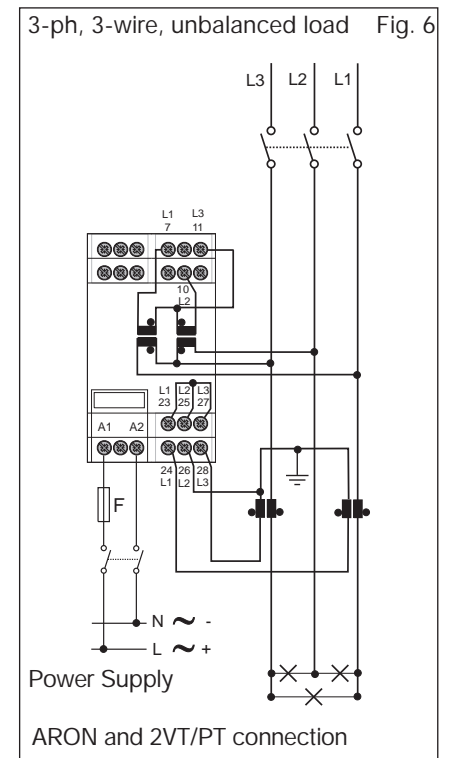 3-ph, 3-wire, unbalanced load Fig. 6
L3 L2 L1
L1 L3
7 11
10
L2
L1 L2 L3
23 25 27
A1 A2
24 26 28
L1 L2 L3
F
N ~ -
L ~ +
Power Supply
ARON and 2VT/PT connection